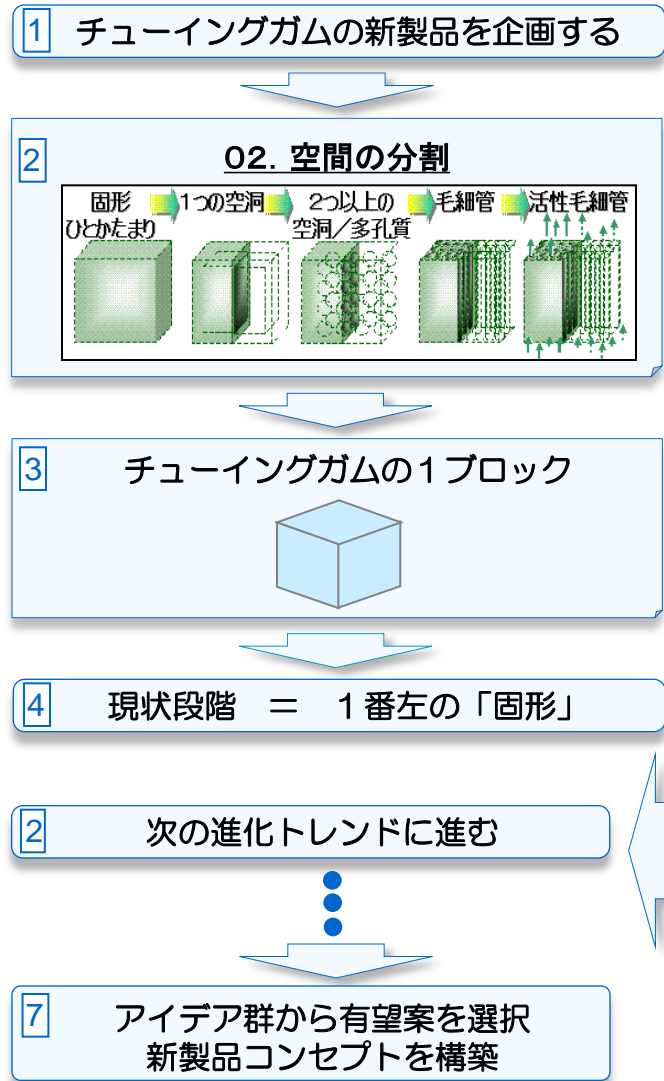 1 チューイングガムの新製品を企画する
2
02. 空間の分割
固形 1つの空洞 2つ以上の 毛細管 活性毛細管
ひとかたまり 空洞／多孔質
3 チューイングガムの１ブロック
4 現状段階 ＝ １番左の「固形」
2 次の進化トレンドに進む
7 アイデア群から有望案を選択
新製品コンセプトを構築